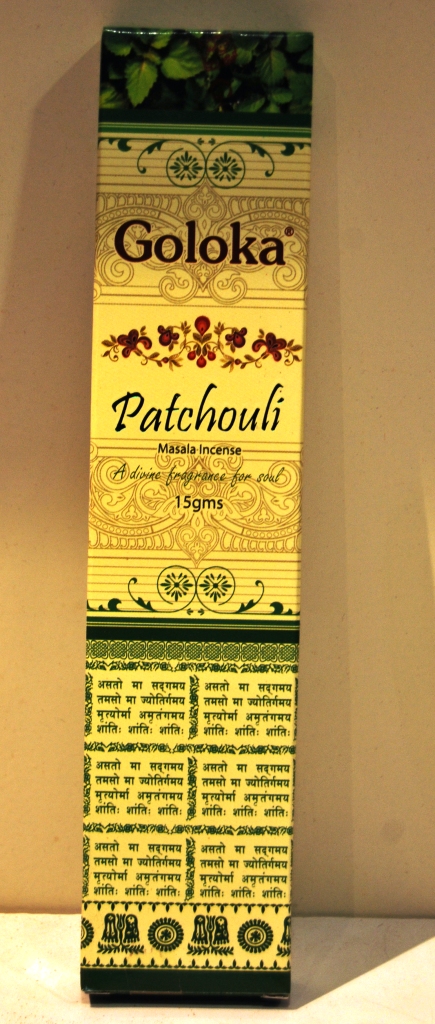 Goloka®
Patchouli
Masala Incense
A divine fragrance for soul
15gms
असतो मा सद्गमय
तमसो मा ज्योतिर्गमय
मृत्योर्मा अमृतंगमय
शांतिः शांतिः शांतिः
असतो मा सद्गमय
तमसो मा ज्योतिर्गमय
मृत्योर्मा अमृतंगमय
शांतिः शांतिः शांतिः
असतो मा सद्गमय
तमसो मा ज्योतिर्गमय
मृत्योर्मा अमृतंगमय
शांतिः शांतिः शांतिः
असतो मा सद्गमय
तमसो मा ज्योतिर्गमय
मृत्योर्मा अमृतंगमय
शांतिः शांतिः शांतिः
असतो मा सद्गमय
तमसो मा ज्योतिर्गमय
मृत्योर्मा अमृतंगमय
शांतिः शांतिः शांतिः
असतो मा सद्गमय
तमसो मा ज्योतिर्गमय
मृत्योर्मा अमृतंगमय
शांतिः शांतिः शांतिः